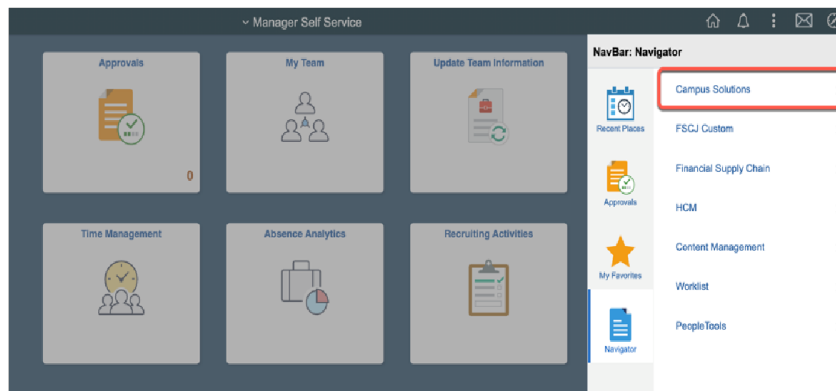 Manager Self Service
Approvals
0
My Team
Update Team Information
Time Management
Absence Analytics
Recruiting Activities
NavBar: Navigator
Recent Places
Approvals
My Favorites
Navigator
Campus Solutions
FSCJ Custom
Financial Supply Chain
HCM
Content Management
Worklist
PeopleTools